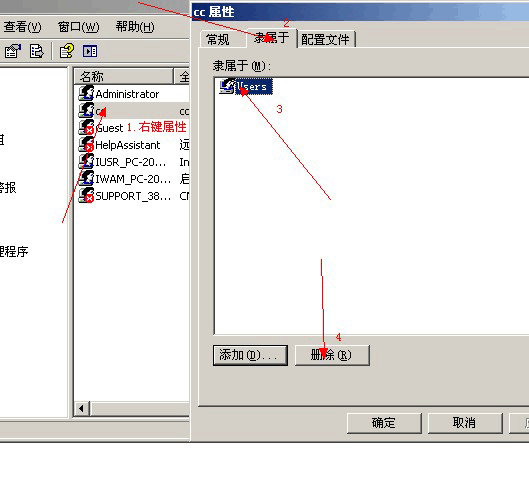 cc 属性
查看(V) 窗口(W) 帮助(H)
2
常规 隶属于 配置文件
名称 全
隶属于(M):
Administrator
Users
c cc
3
Guest 1.右键属性
HelpAssistant 远
IUSR_PC-20... In
IWAM_PC-20... 启
警报
SUPPORT_38... CN
理程序
4
添加(D)... 删除(R)
确定 取消